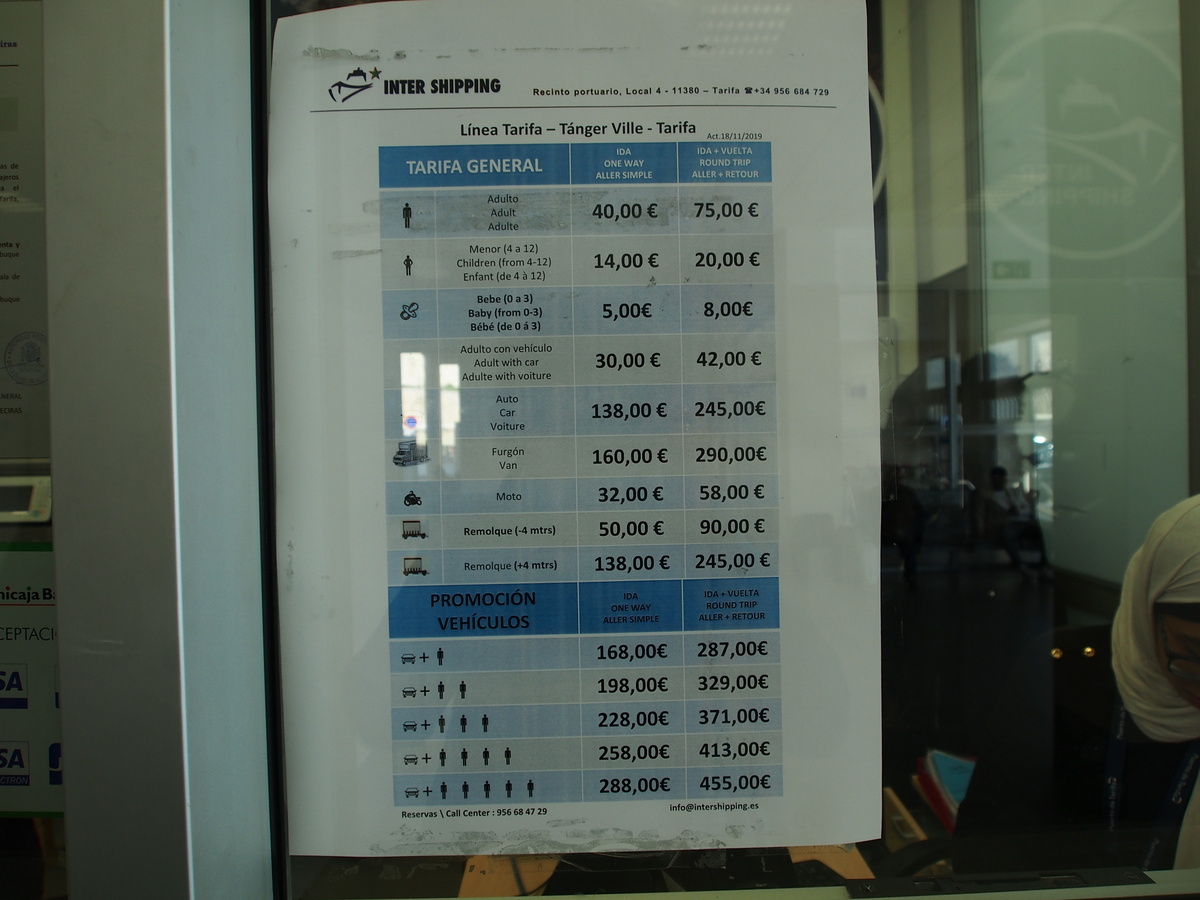 INTER SHIPPING
Recinto portuario, Local 4 - 11380 – Tarifa ☎+34 956 684 729
Línea Tarifa – Tánger Ville - Tarifa
Act.18/11/2019
TARIFA GENERAL
IDA
ONE WAY
ALLER SIMPLE
IDA + VUELTA
ROUND TRIP
ALLER + RETOUR
Adulto
Adult
Adulte
40,00 €
75,00 €
Menor (4 a 12)
Children (from 4-12)
Enfant (de 4 à 12)
14,00 €
20,00 €
Bebe (0 a 3)
Baby (from 0-3)
Bébé (de 0 á 3)
5,00€
8,00€
Adulto con vehículo
Adult with car
Adulte with voiture
30,00 €
42,00 €
Auto
Car
Voiture
138,00 €
245,00€
Furgón
Van
160,00 €
290,00€
Moto
32,00 €
58,00 €
Remolque (-4 mtrs)
50,00 €
90,00 €
Remolque (+4 mtrs)
138,00 €
245,00 €
PROMOCIÓN
VEHÍCULOS
IDA
ONE WAY
ALLER SIMPLE
IDA + VUELTA
ROUND TRIP
ALLER + RETOUR
+
168,00€
287,00€
+
198,00€
329,00€
+
228,00€
371,00€
+
258,00€
413,00€
+
288,00€
455,00€
Reservas \ Call Center : 956 68 47 29
info@intershipping.es